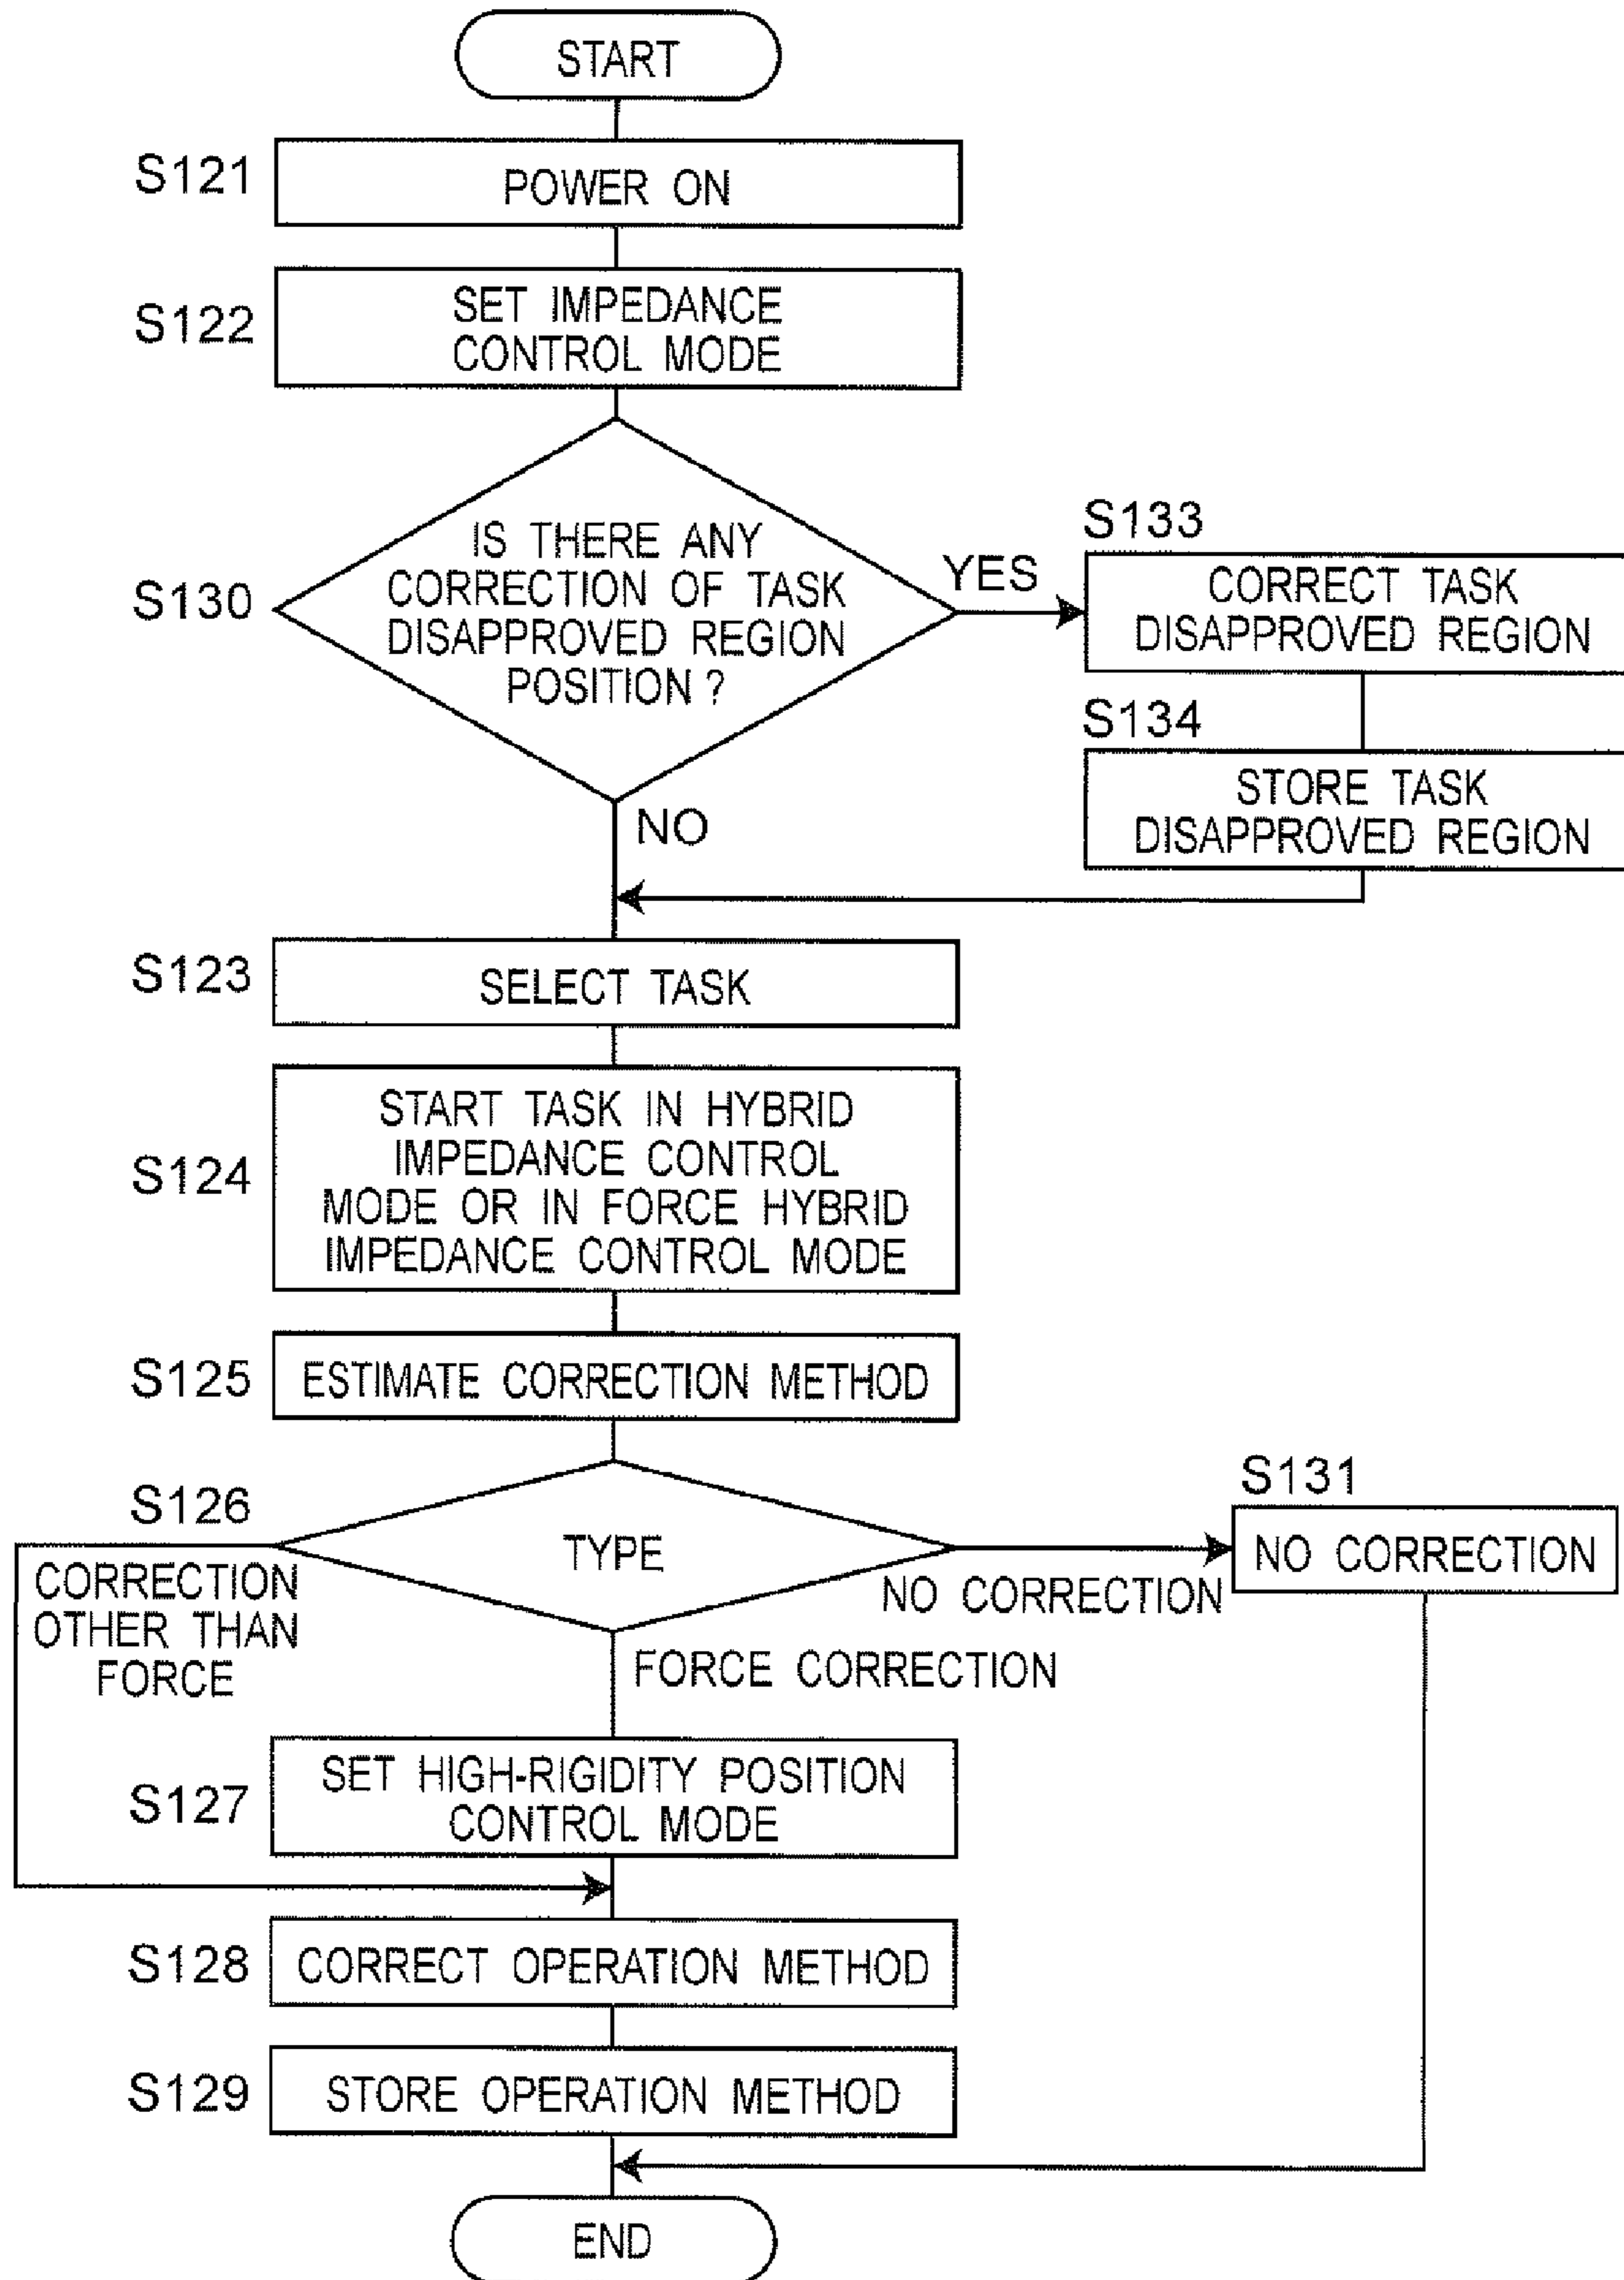 START
S121
POWER ON
S122
SET IMPEDANCE
CONTROL MODE
S130
IS THERE ANY
CORRECTION OF TASK
DISAPPROVED REGION
POSITION ?
YES
S133
CORRECT TASK
DISAPPROVED REGION
S134
STORE TASK
DISAPPROVED REGION
NO
S123
SELECT TASK
S124
START TASK IN HYBRID
IMPEDANCE CONTROL
MODE OR IN FORCE HYBRID
IMPEDANCE CONTROL MODE
S125
ESTIMATE CORRECTION METHOD
S126
TYPE
S131
NO CORRECTION
NO CORRECTION
CORRECTION
OTHER THAN
FORCE
FORCE CORRECTION
S127
SET HIGH-RIGIDITY POSITION
CONTROL MODE
S128
CORRECT OPERATION METHOD
S129
STORE OPERATION METHOD
END